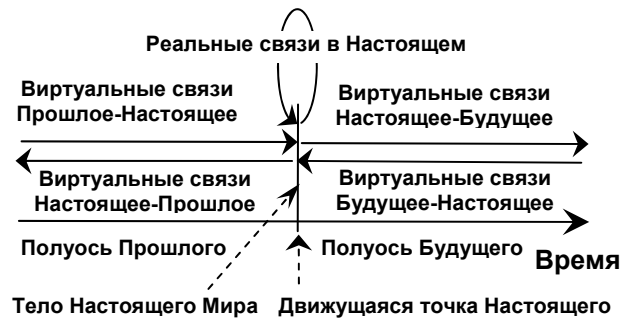 Реальные связи в Настоящем
Виртуальные связи
Прошлое-Настоящее
Виртуальные связи
Настоящее-Будущее
Виртуальные связи
Настоящее-Прошлое
Виртуальные связи
Будущее-Настоящее
Полуось Прошлого
Полуось Будущего
Время
Тело Настоящего Мира
Движущаяся точка Настоящего